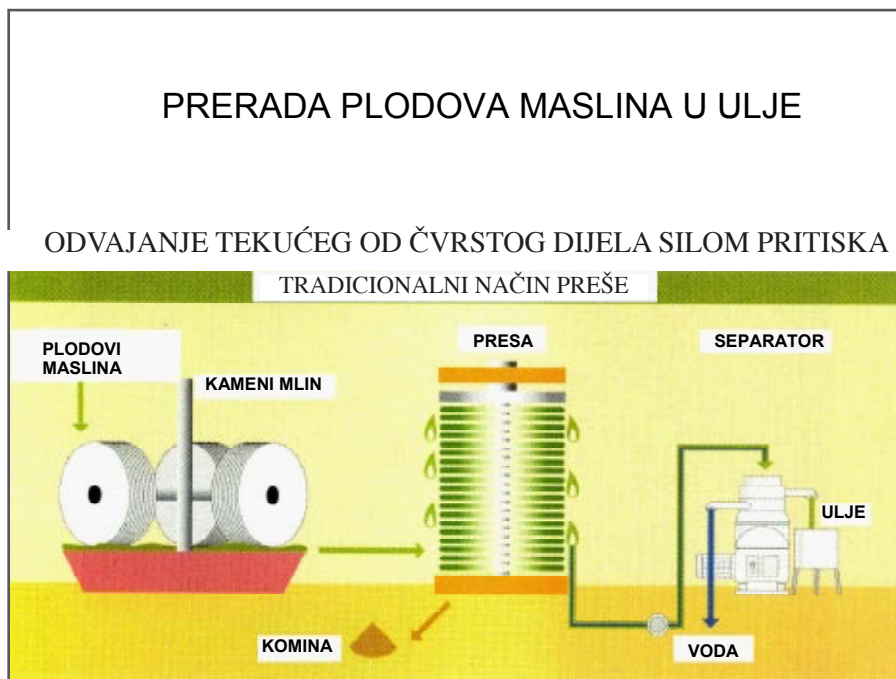 PRERADA PLODOVA MASLINA U ULJE
ODVAJANJE TEKUĆEG OD ČVRSTOG DIJELA SILOM PRITISKA
TRADICIONALNI NAČIN PREŠE
PLODOVI
MASLINA
KAMENI MLIN
PRESA
SEPARATOR
ULJE
KOMINA
VODA